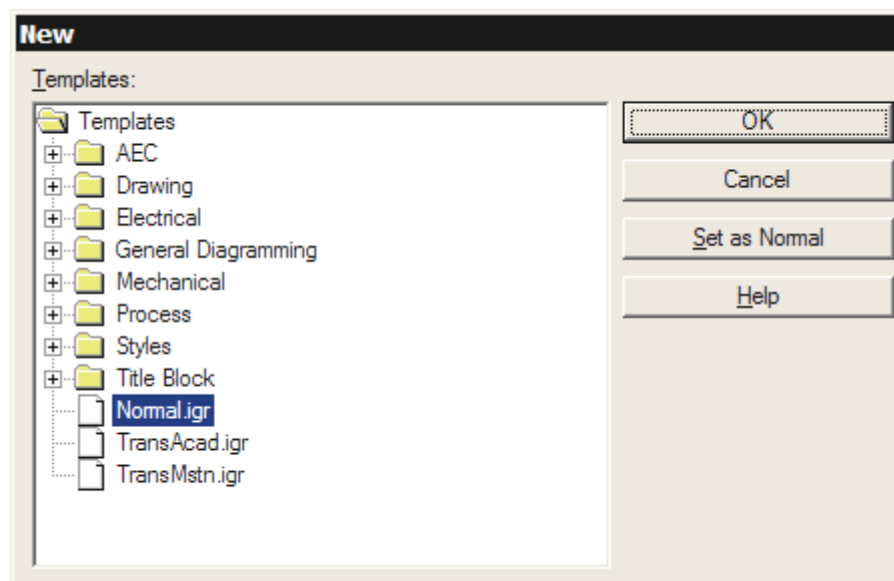 New
Templates:
Templates
AEC
Drawing
Electrical
General Diagramming
Mechanical
Process
Styles
Title Block
Normal.igr
TransAcad.igr
TransMstn.igr
OK
Cancel
Set as Normal
Help